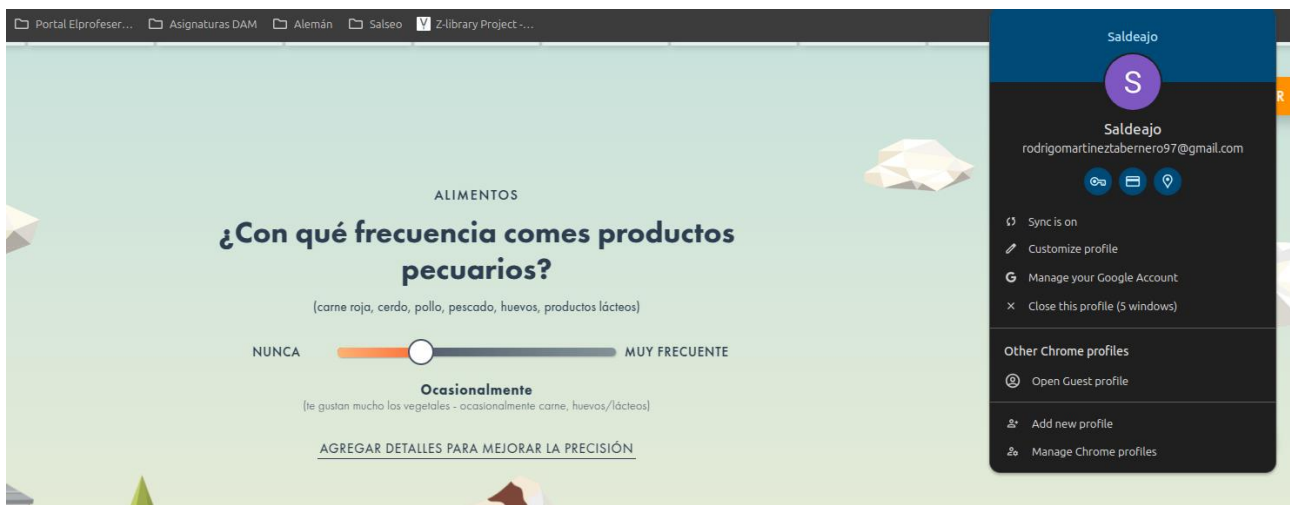 Portal Elprofeser... Asignaturas DAM Alemán Salseo Z-library Project -...
ALIMENTOS
¿Con qué frecuencia comes productos
pecuarios?
(carne roja, cerdo, pollo, pescado, huevos, productos lácteos)
NUNCA MUY FRECUENTE
Ocasionalmente
(te gustan mucho los vegetales - ocasionalmente carne, huevos/lácteos)
AGREGAR DETALLES PARA MEJORAR LA PRECISIÓN
R
Saldeajo
S
Saldeajo
rodrigomartineztabernero97@gmail.com
Sync is on
Customize profile
G Manage your Google Account
Close this profile (5 windows)
Other Chrome profiles
Open Guest profile
Add new profile
Manage Chrome profiles